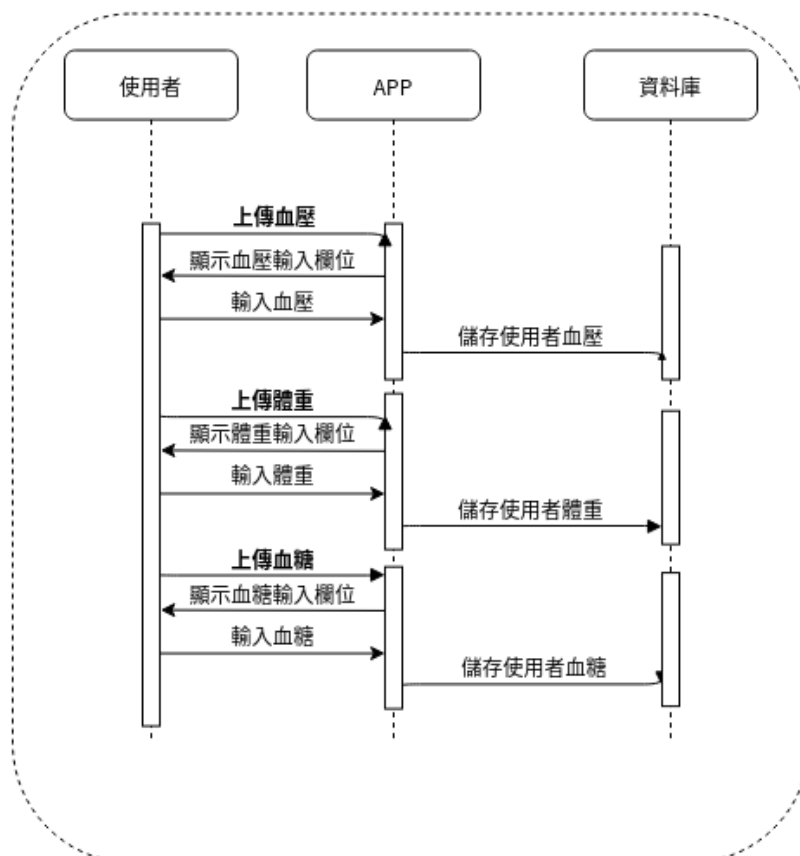 使用者
APP
資料庫
上傳血壓
顯示血壓輸入欄位
輸入血壓
儲存使用者血壓
上傳體重
顯示體重輸入欄位
輸入體重
儲存使用者體重
上傳血糖
顯示血糖輸入欄位
輸入血糖
儲存使用者血糖